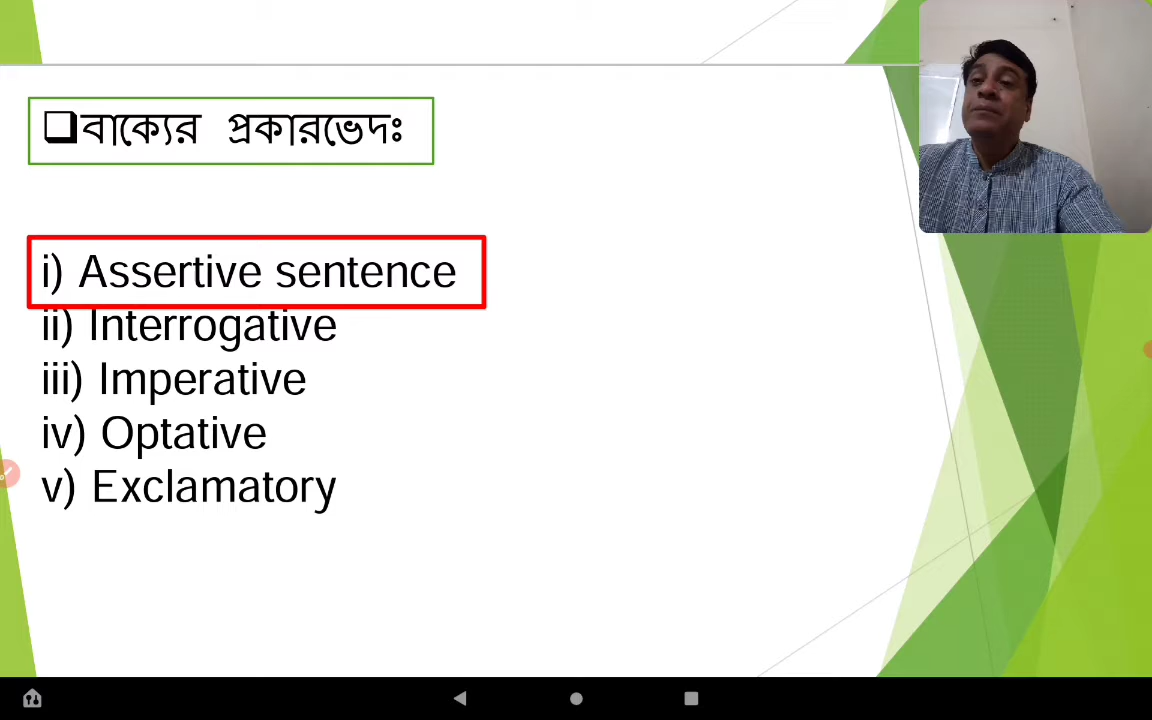 ❑বাক্যের প্রকারভেদঃ
i) Assertive sentence
ii) Interrogative
iii) Imperative
iv) Optative
v) Exclamatory